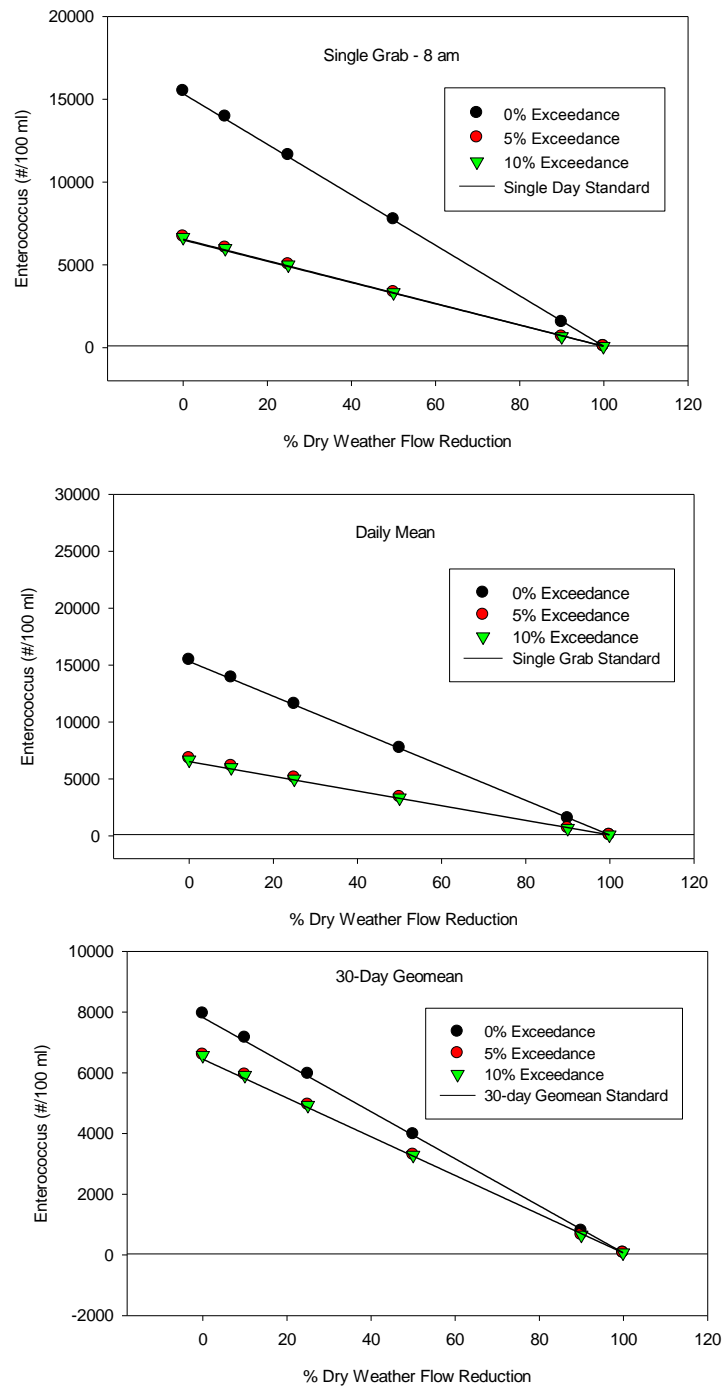 20000
Single Grab - 8 am
15000
0% Exceedance
5% Exceedance
10% Exceedance
Single Day Standard
10000
5000
0
Enterococcus (#/100 ml)
0 20 40 60 80 100 120
% Dry Weather Flow Reduction
30000
Daily Mean
25000
0% Exceedance
5% Exceedance
10% Exceedance
Single Grab Standard
20000
15000
10000
5000
0
Enterococcus (#/100 ml)
0 20 40 60 80 100 120
% Dry Weather Flow Reduction
10000
30-Day Geomean
8000
0% Exceedance
5% Exceedance
10% Exceedance
30-day Geomean Standard
6000
4000
2000
0
-2000
Enterococcus (#/100 ml)
0 20 40 60 80 100 120
% Dry Weather Flow Reduction